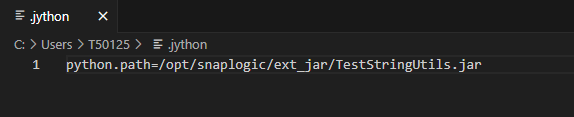 .jython
C: > Users > T50125 > .jython
1 python.path=/opt/snaplogic/ext_jar/TestStringUtils.jar